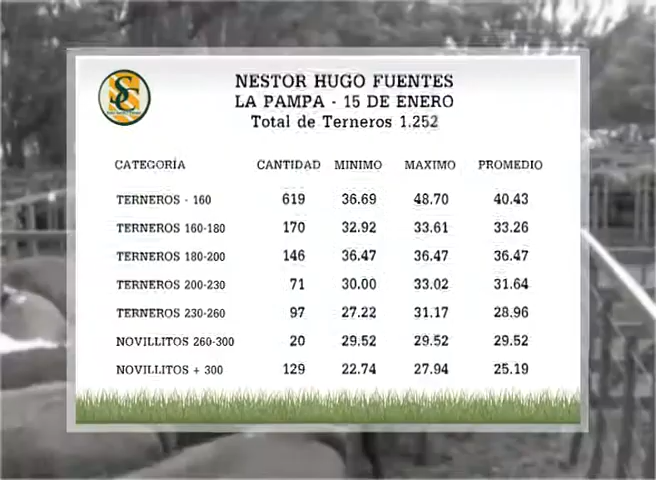 SC
NESTOR HUGO FUENTES
LA PAMPA - 15 DE ENERO
Total de Terneros 1.252
CATEGORÍA CANTIDAD MINIMO MAXIMO PROMEDIO
TERNEROS - 160 619 36.69 48.70 40.43
TERNEROS 160-180 170 32.92 33.61 33.26
TERNEROS 180-200 146 36.47 36.47 36.47
TERNEROS 200-230 71 30.00 33.02 31.64
TERNEROS 230-260 97 27.22 31.17 28.96
NOVILLITOS 260-300 20 29.52 29.52 29.52
NOVILLITOS + 300 129 22.74 27.94 25.19